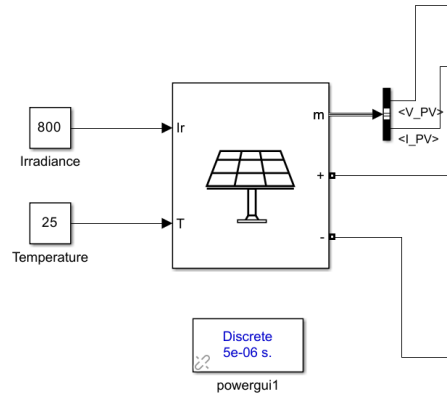 800
Irradiance
25
Temperature
Ir
T
m
+
-
<V_PV>
<I_PV>
Discrete
5e-06 s.
powergui1